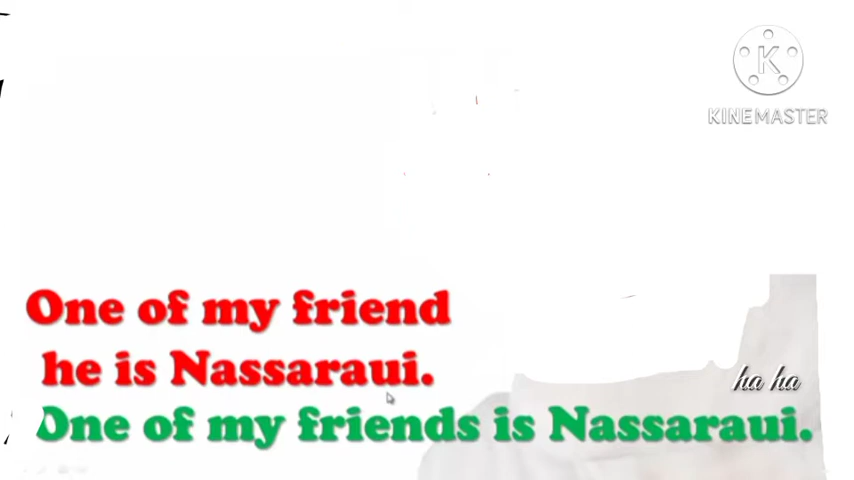 KINEMASTER
One of my friend
he is Nassaraui.
ha ha
One of my friends is Nassaraui.